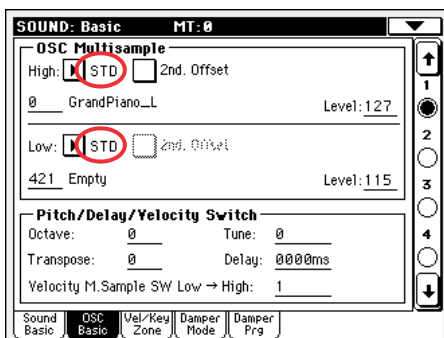 SOUND: Basic MT:0
OSC Multisample
High: STD 2nd. Offset
0 GrandPiano_L Level:127
Low: STD 2nd. Offset
421 Empty Level:115
Pitch/Delay/Velocity Switch
Octave: 0 Tune: 0
Transpose: 0 Delay: 0000ms
Velocity M.Sample SW Low → High: 1
1
2
3
4
Sound Basic
OSC Basic
Vel/Key Zone
Damper Mode
Damper Prg